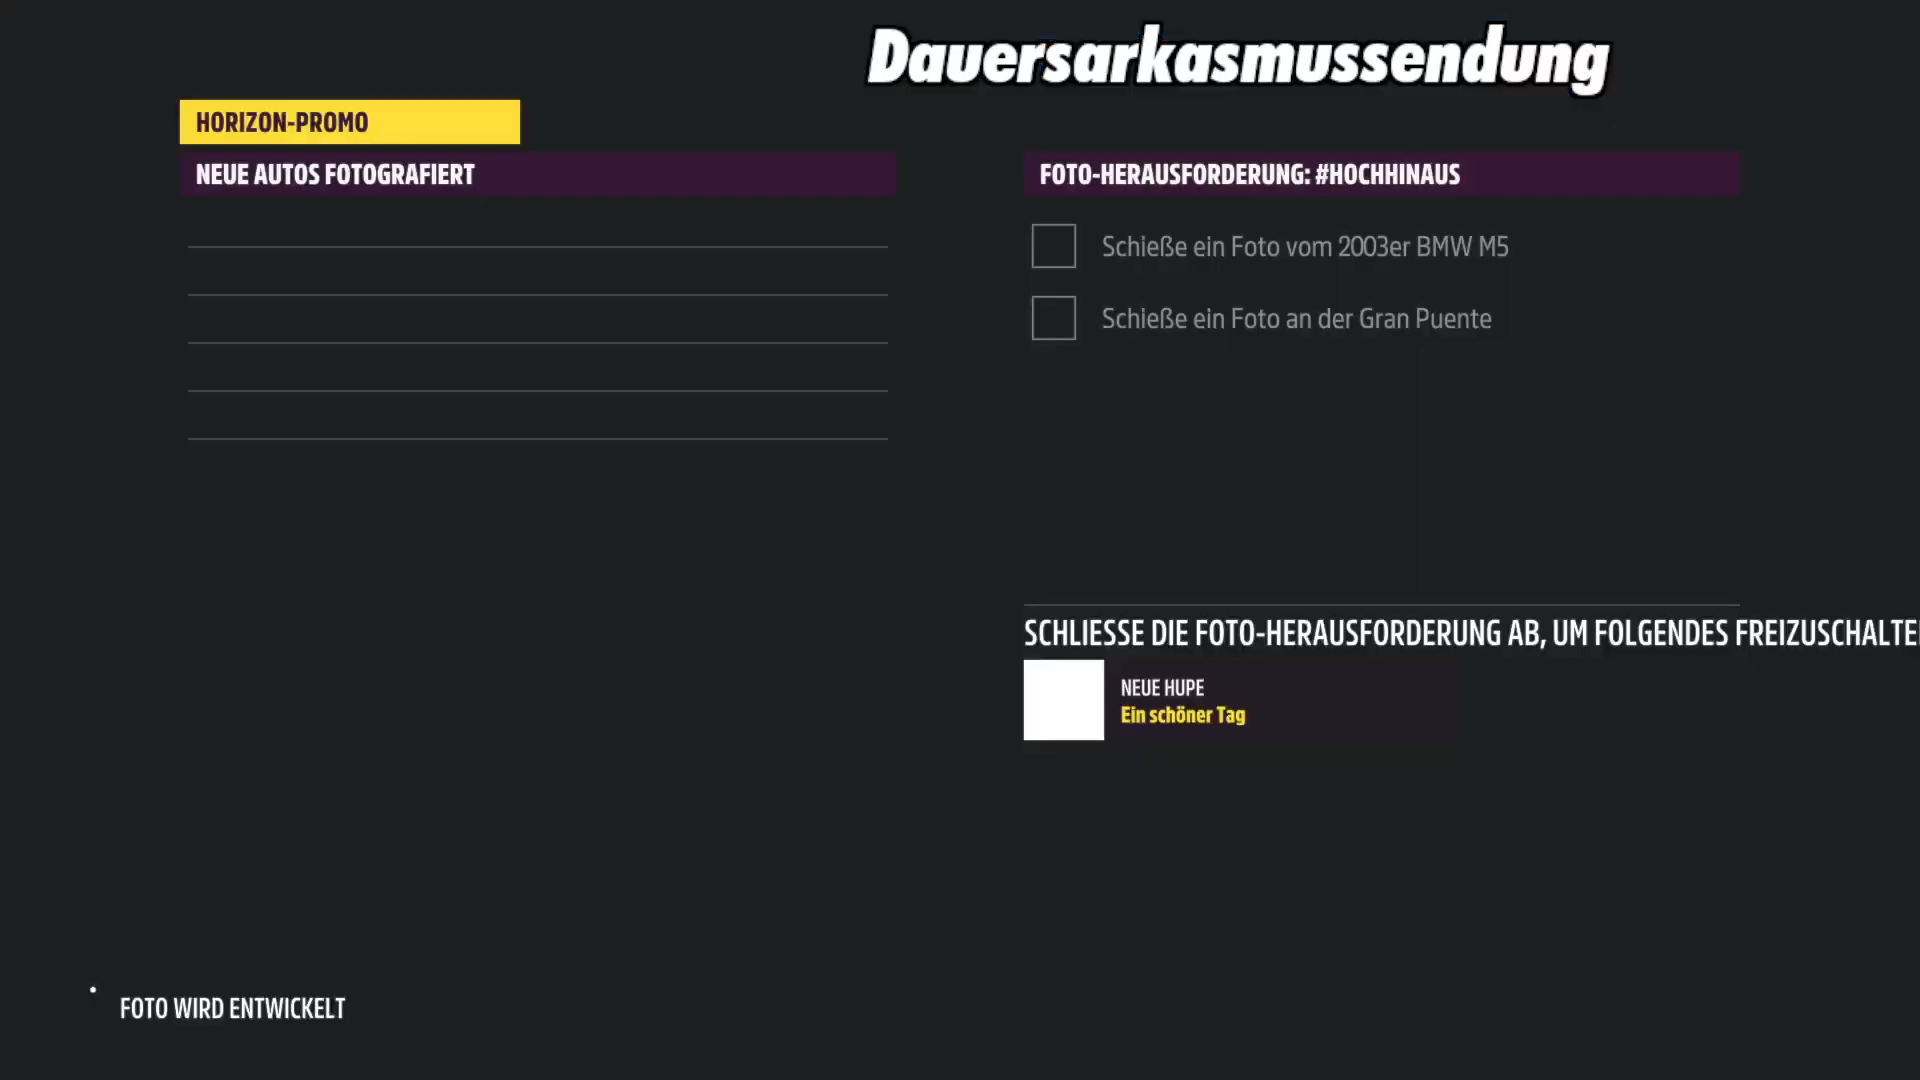 Dauersarkasmussendung
HORIZON-PROMO
NEUE AUTOS FOTOGRAFIERT
FOTO-HERAUSFORDERUNG: #HOCHHINAUS
Schieße ein Foto vom 2003er BMW M5
Schieße ein Foto an der Gran Puente
SCHLIESSE DIE FOTO-HERAUSFORDERUNG AB, UM FOLGENDES FREIZUSCHALTE
NEUE HUPE
Ein schöner Tag
FOTO WIRD ENTWICKELT